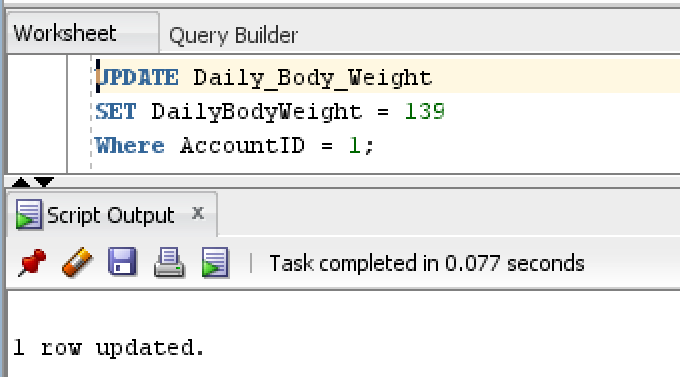 Worksheet Query Builder
UPDATE Daily_Body_Weight
SET DailyBodyWeight = 139
Where AccountID = 1;
Script Output x
Task completed in 0.077 seconds
1 row updated.